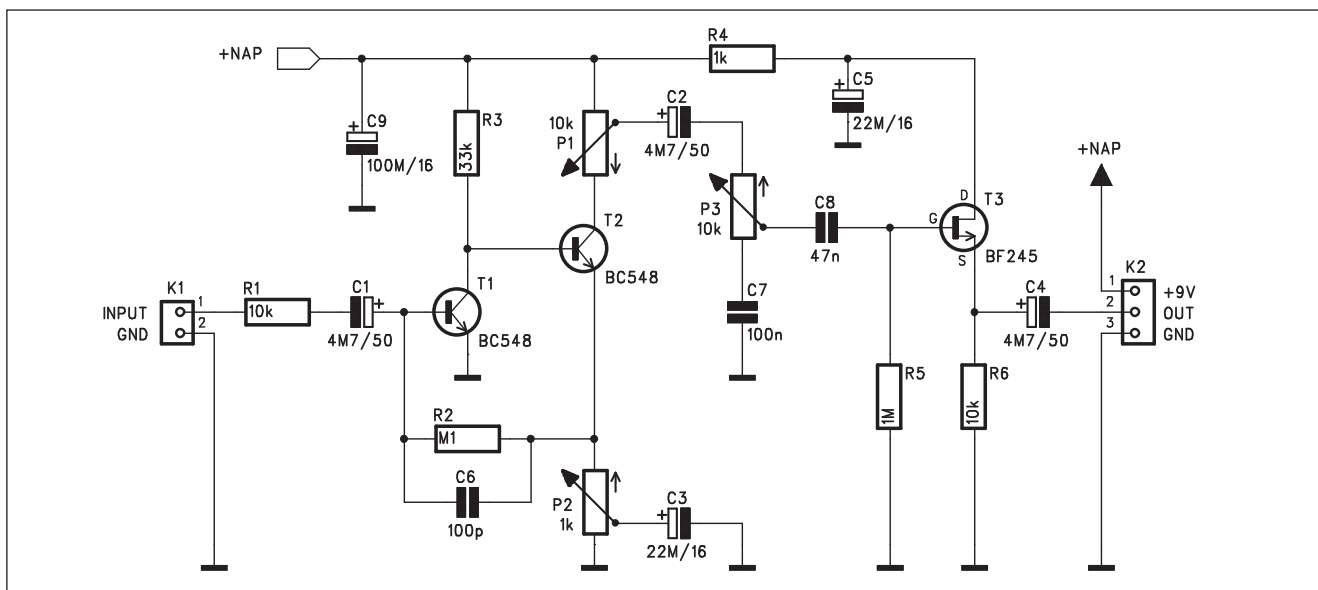 +NAP
R4
1k
C9
100M/16
R3
33k
10k
P1
C2
4M7/50
C5
22M/16
+NAP
P3
10k
C8
47n
D
G
S
T3
BF245
T2
BC548
K1
1
2
INPUT
GND
R1
10k
C1
4M7/50
T1
BC548
C7
100n
C4
4M7/50
K2
1
2
3
+9V
OUT
GND
R2
M1
C6
100p
P2
1k
C3
22M/16
R5
1M
R6
10k